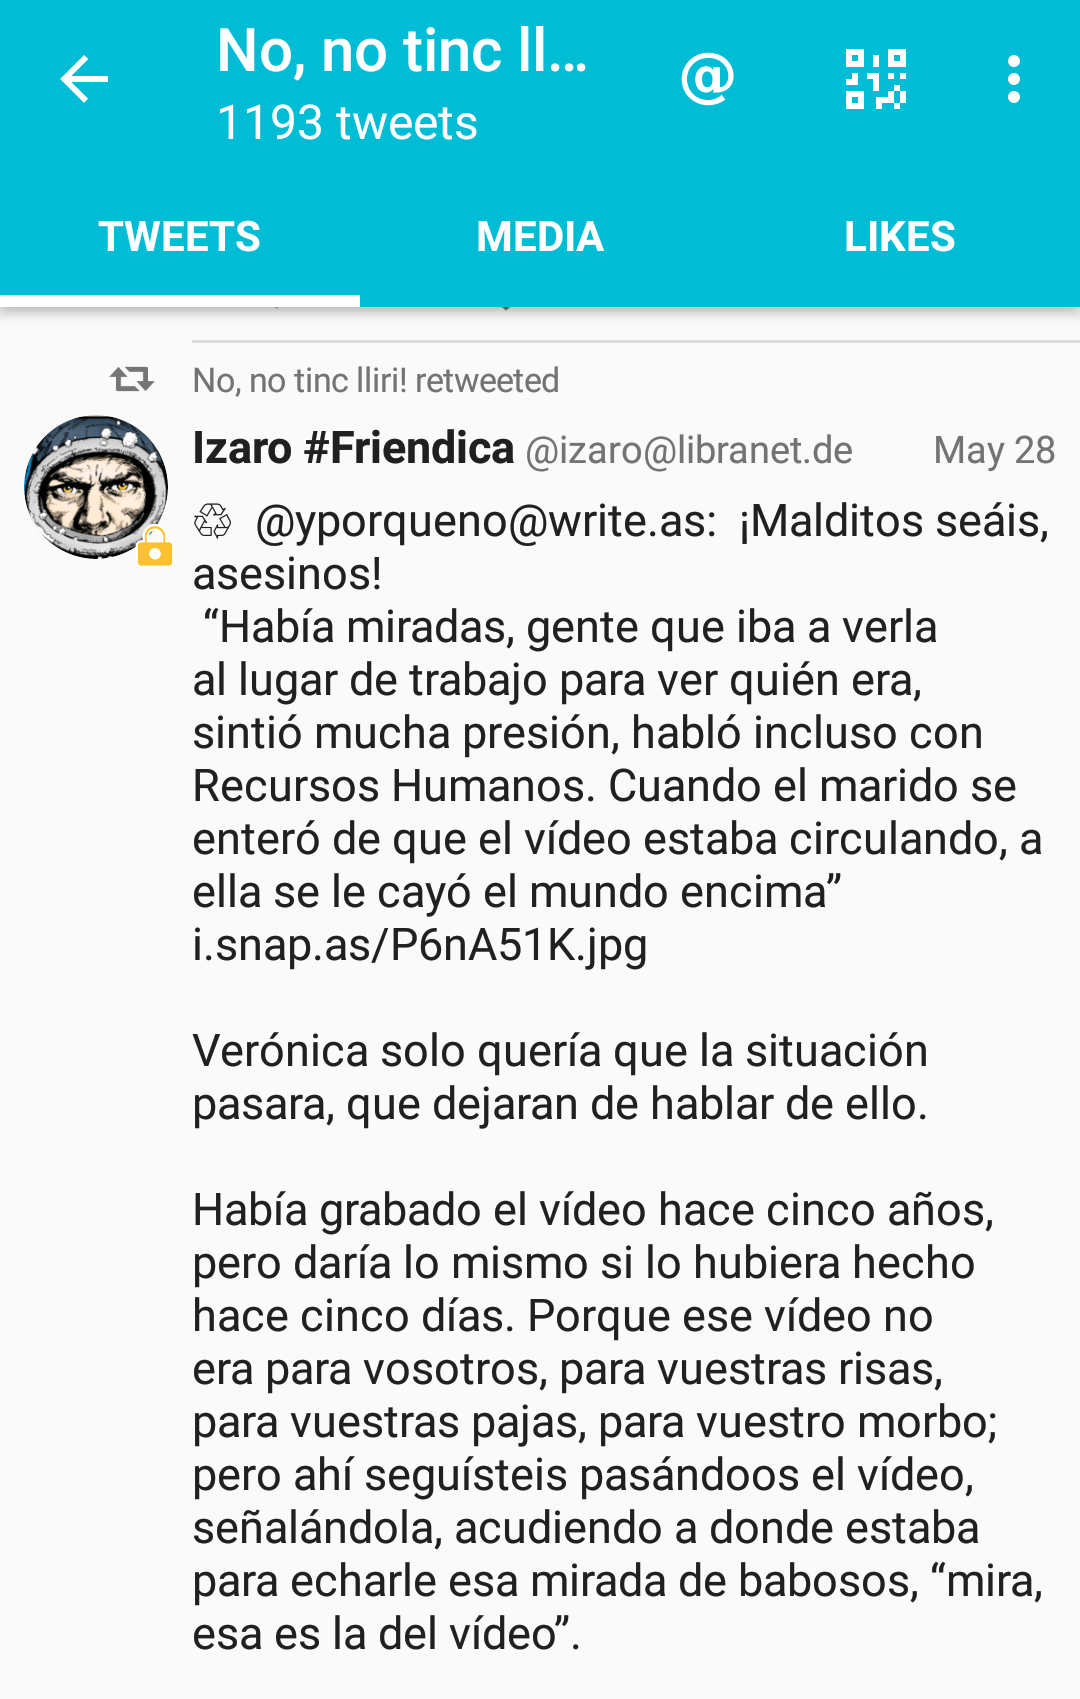 No, no tinc ll...
1193 tweets
TWEETS
MEDIA
LIKES
No, no tinc lliri! retweeted
Izaro #Friendica @izaro@libranet.de May 28
♲ @yporqueno@write.as: ¡Malditos seáis,
asesinos!
“Había miradas, gente que iba a verla
al lugar de trabajo para ver quién era,
sintió mucha presión, habló incluso con
Recursos Humanos. Cuando el marido se
enteró de que el vídeo estaba circulando, a
ella se le cayó el mundo encima”
i.snap.as/P6nA51K.jpg
Verónica solo quería que la situación
pasara, que dejaran de hablar de ello.
Había grabado el vídeo hace cinco años,
pero daría lo mismo si lo hubiera hecho
hace cinco días. Porque ese vídeo no
era para vosotros, para vuestras risas,
para vuestras pajas, para vuestro morbo;
pero ahí seguísteis pasándoos el vídeo,
señalándola, acudiendo a donde estaba
para echarle esa mirada de babosos, “mira,
esa es la del vídeo”.